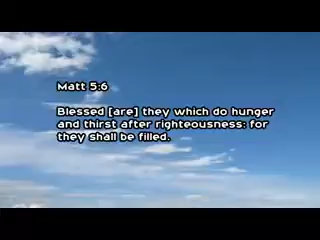 Matt 5:6
Blessed [are] they which do hunger
and thirst after righteousness: for
they shall be filled.